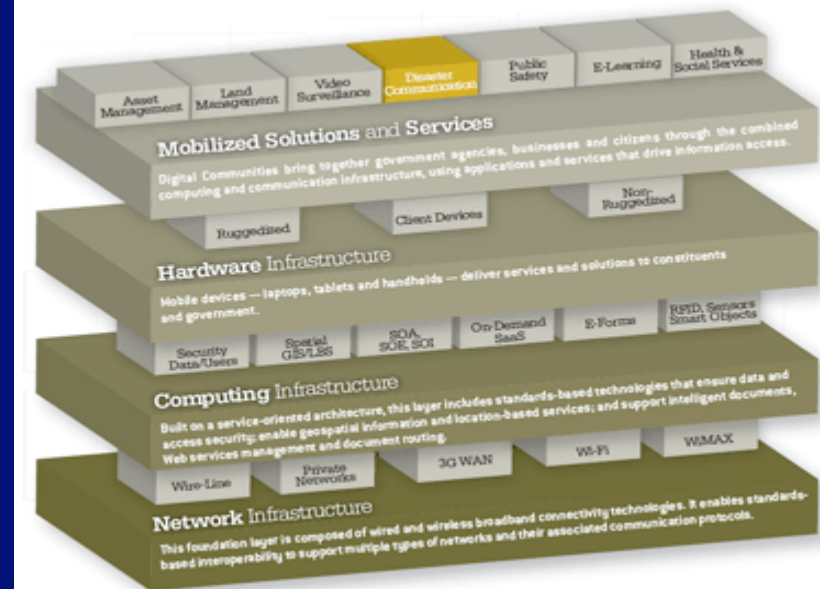 Asset
Management
Land
Management
Video
Surveillance
Disaster
Communication
Public
Safety
E-Learning
Health &
Social Services
Mobilized Solutions and Services
Digital Communities bring together government agencies, businesses and citizens through the combined
computing and communication infrastructure, using applications and services that drive information access.
Ruggedized
Client Devices
Non-
Ruggedized
Hardware Infrastructure
Mobile devices — laptops, tablets and handhelds — deliver services and solutions to constituents
and government.
Security
Data/Users
Spatial
GIS/LBS
SOA,
SOE, SOI
On-Demand
SaaS
E-Forms
RFID, Sensors
Smart Objects
Computing Infrastructure
Built on a service-oriented architecture, this layer includes standards-based technologies that ensure data and
access security; enable geospatial information and location-based services; and support intelligent documents,
Web services management and document routing.
Wire-Line
Private
Networks
3G WAN
Wi-Fi
WiMAX
Network Infrastructure
This foundation layer is composed of wired and wireless broadband connectivity technologies. It enables standards-
based interoperability to support multiple types of networks and their associated communication protocols.